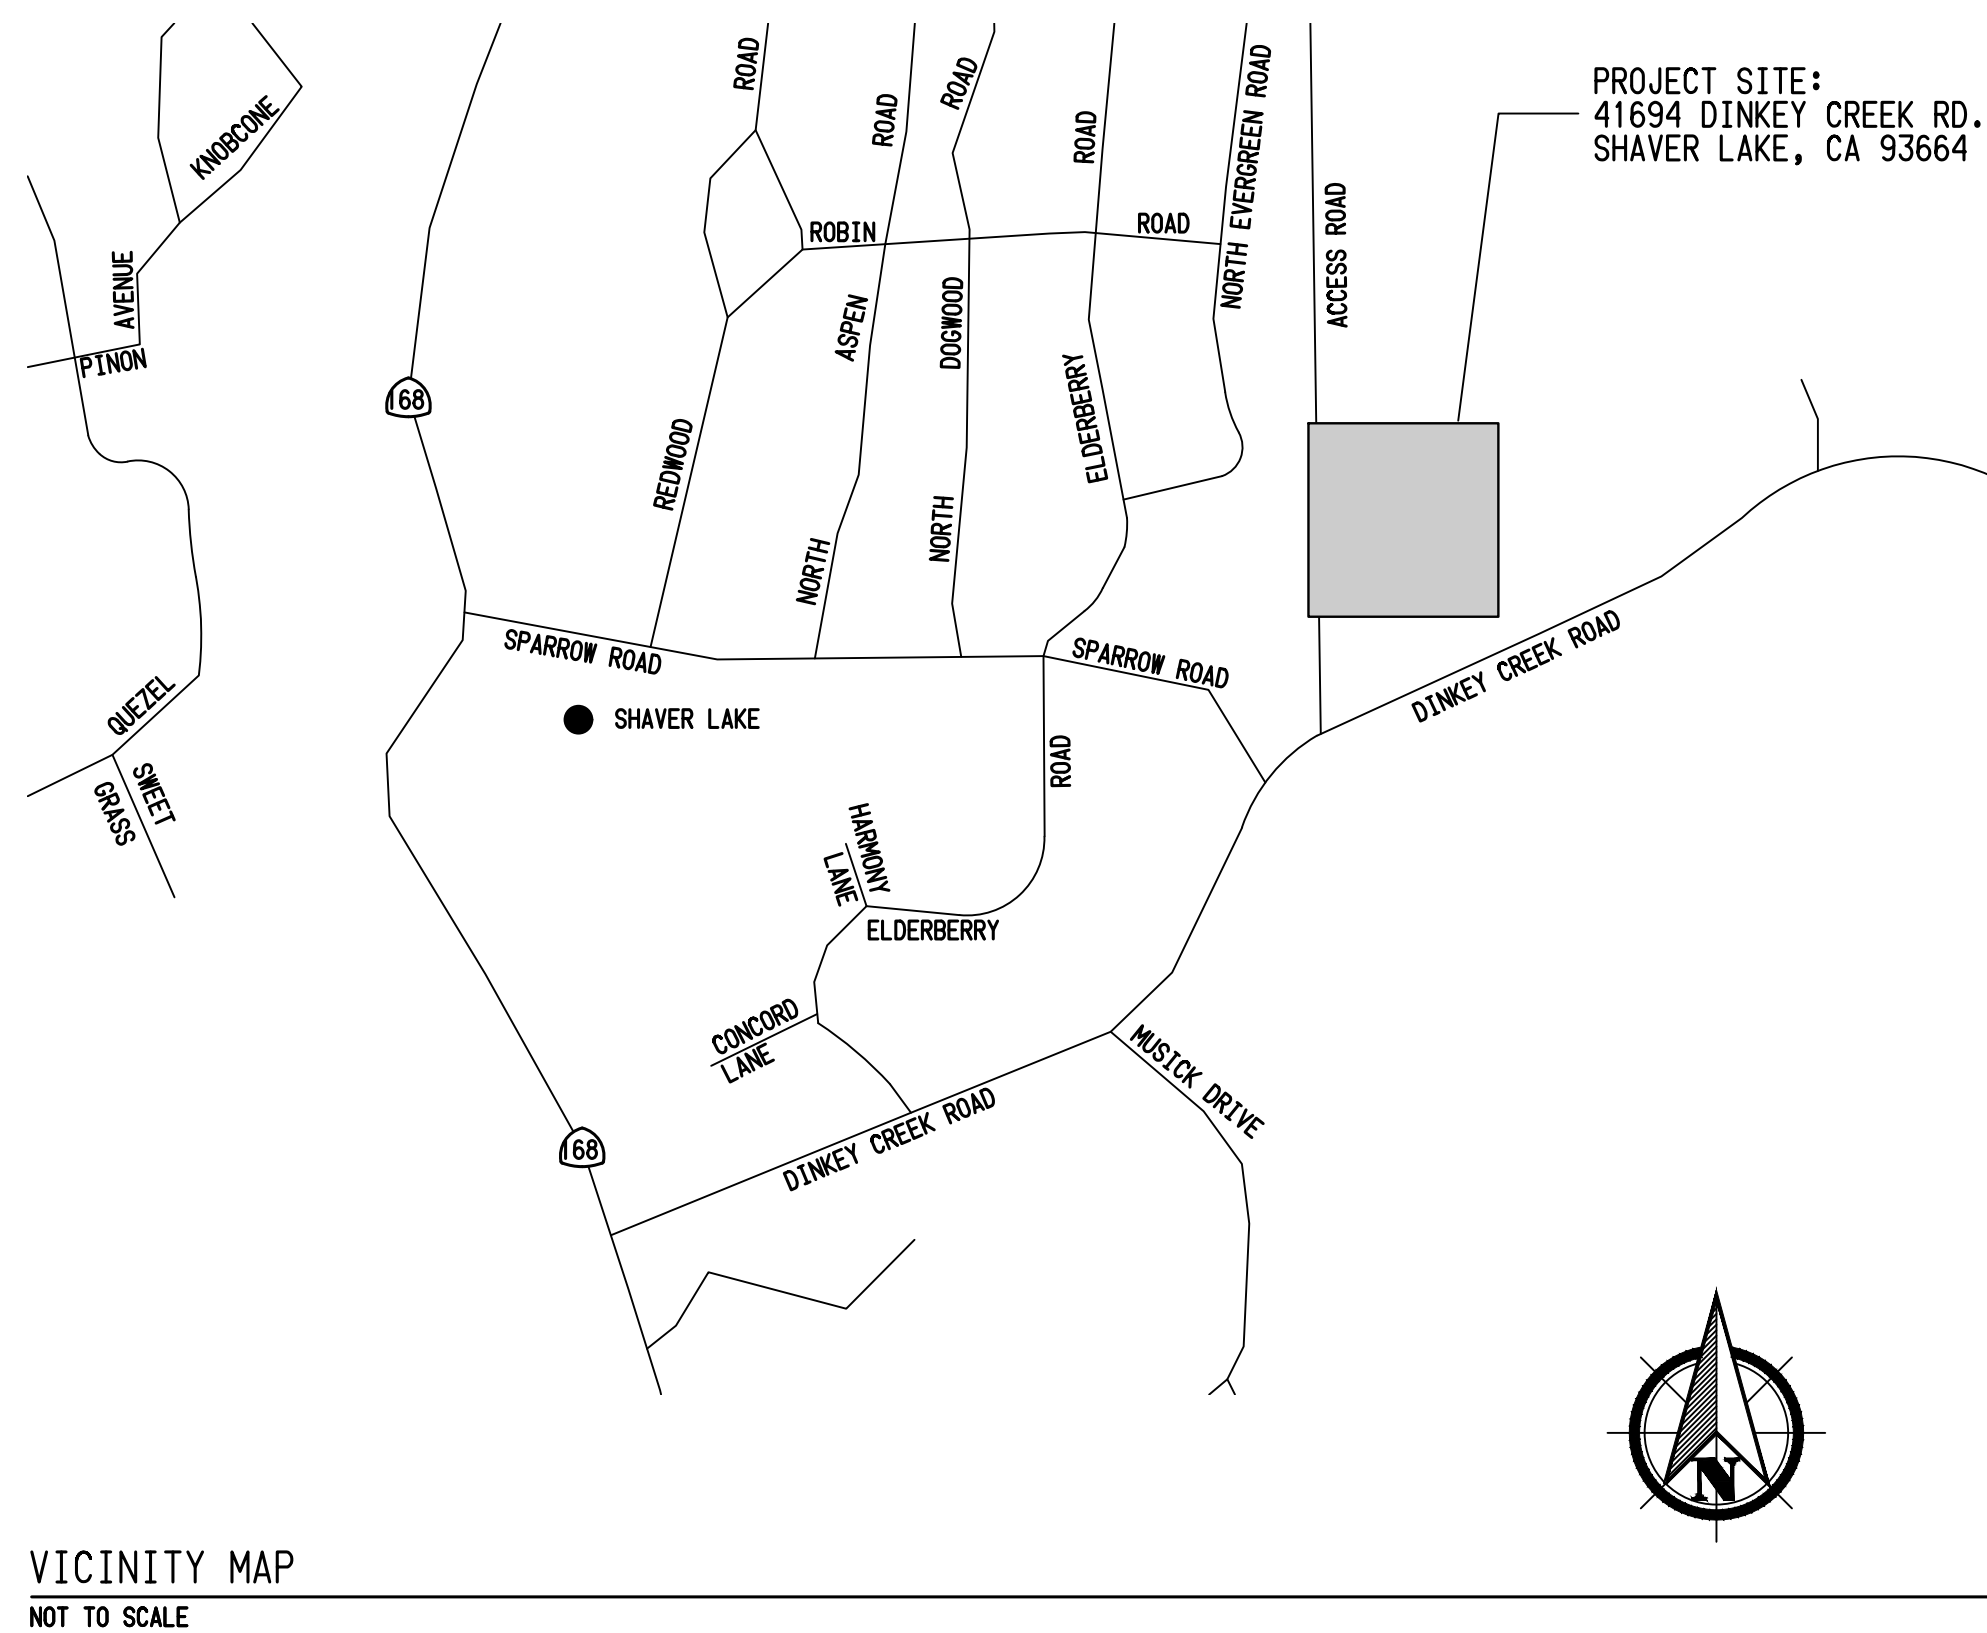 PROJECT SITE:
41694 DINKEY CREEK RD.
SHAVER LAKE, CA 93664
KNOBCONE
AVENUE
PINON
168
ROAD
ROAD
ROAD
ROAD
NORTH EVERGREEN ROAD
ACCESS ROAD
ROBIN
ROAD
ASPEN
DOGWOOD
ELDERBERRY
REDWOOD
NORTH
NORTH
SPARROW ROAD
SPARROW ROAD
DINKEY CREEK ROAD
QUEZEL
SWEET
GRASS
SHAVER LAKE
ROAD
HARMONY
LANE
ELDERBERRY
CONCORD
LANE
MUSICK DRIVE
DINKEY CREEK ROAD
168
N
VICINITY MAP
NOT TO SCALE